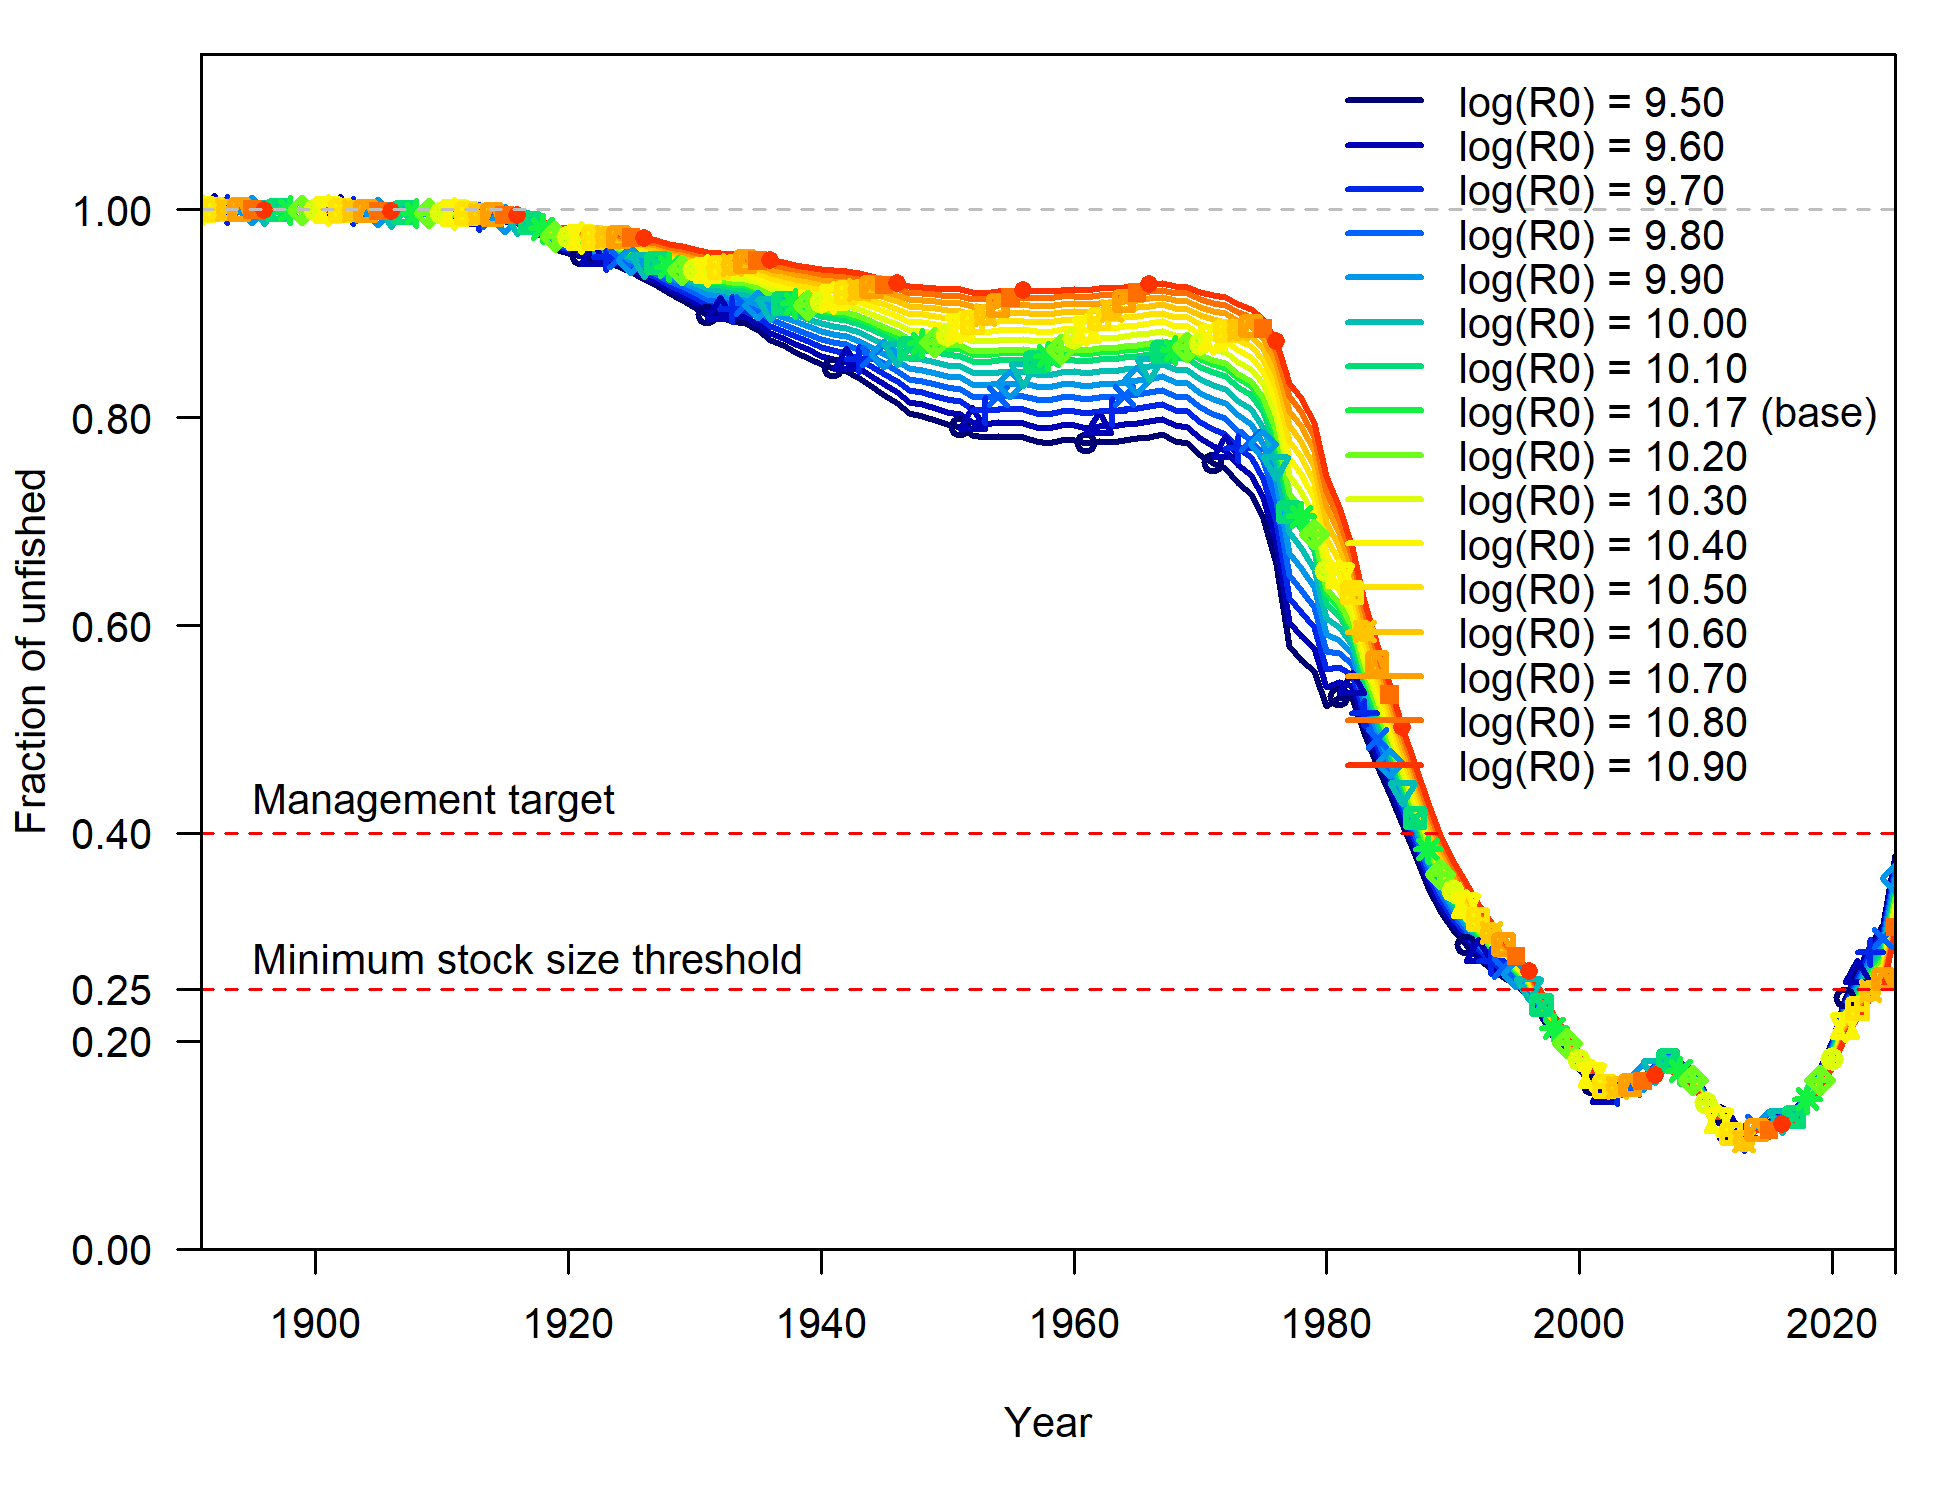 log(R0) = 9.50
log(R0) = 9.60
log(R0) = 9.70
log(R0) = 9.80
log(R0) = 9.90
log(R0) = 10.00
log(R0) = 10.10
log(R0) = 10.17 (base)
log(R0) = 10.20
log(R0) = 10.30
log(R0) = 10.40
log(R0) = 10.50
log(R0) = 10.60
log(R0) = 10.70
log(R0) = 10.80
log(R0) = 10.90
Fraction of unfished
1.00
0.80
0.60
0.40
0.25
0.20
0.00
Management target
Minimum stock size threshold
1900
1920
1940
1960
1980
2000
2020
Year